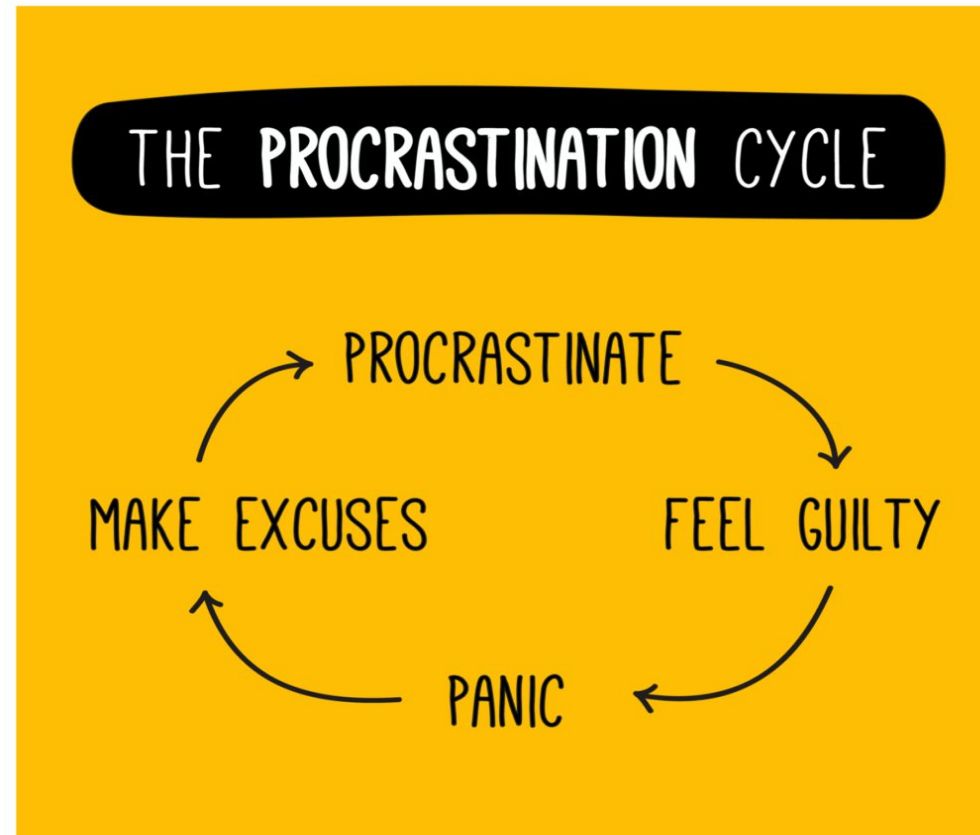 THE PROCRASTINATION CYCLE
PROCRASTINATE
MAKE EXCUSES
FEEL GUILTY
PANIC